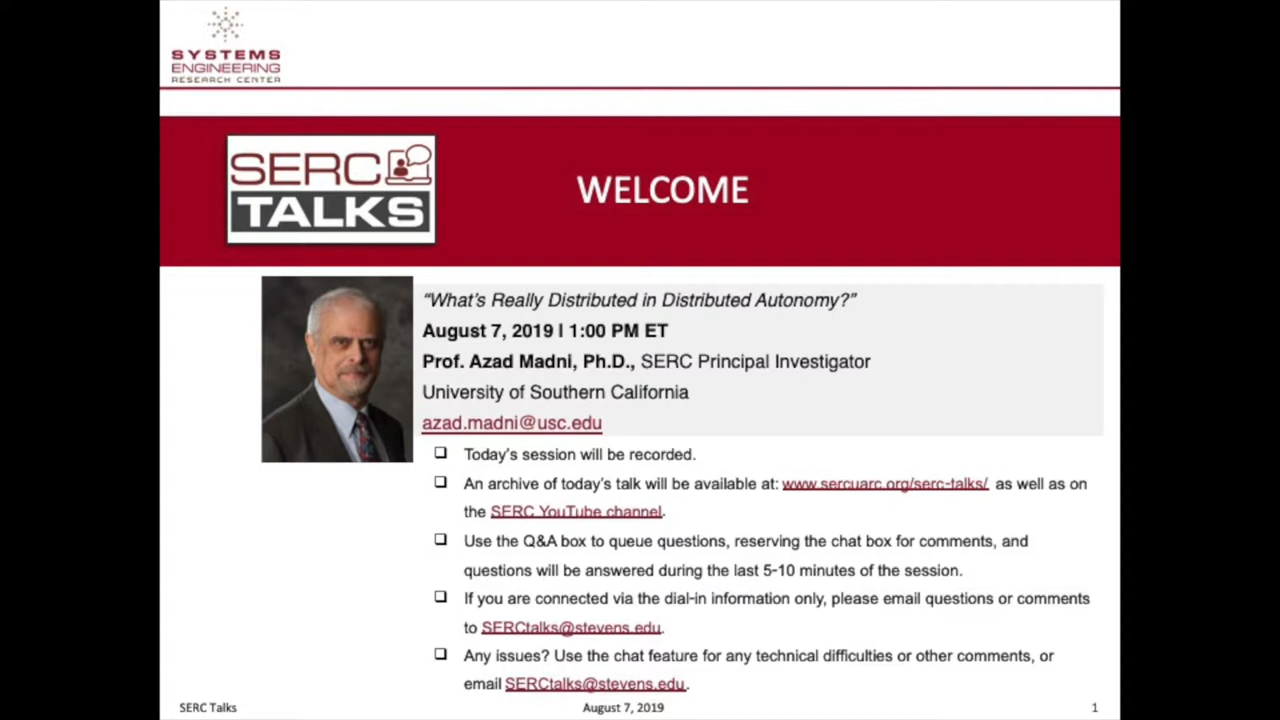 SYSTEMS
ENGINEERING
RESEARCH CENTER
SERC
TALKS
WELCOME
“What’s Really Distributed in Distributed Autonomy?”
August 7, 2019 l 1:00 PM ET
Prof. Azad Madni, Ph.D., SERC Principal Investigator
University of Southern California
azad.madni@usc.edu
❑ Today’s session will be recorded.
❑ An archive of today’s talk will be available at: www.sercuarc.org/serc-talks/ as well as on
the SERC YouTube channel.
❑ Use the Q&A box to queue questions, reserving the chat box for comments, and
questions will be answered during the last 5-10 minutes of the session.
❑ If you are connected via the dial-in information only, please email questions or comments
to SERCtalks@stevens.edu.
❑ Any issues? Use the chat feature for any technical difficulties or other comments, or
email SERCtalks@stevens.edu.
SERC Talks
August 7, 2019
1